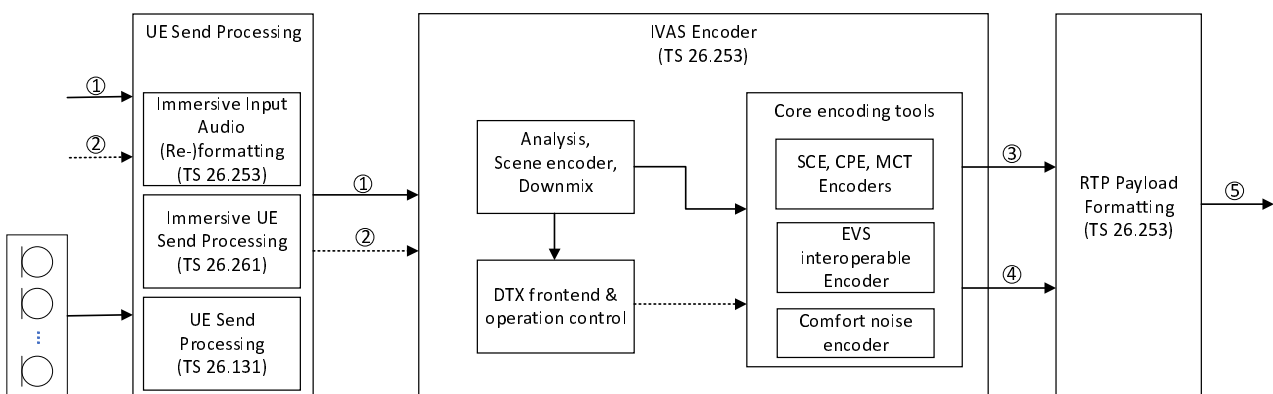 UE Send Processing
①
②
Immersive Input
Audio
(Re-)formatting
(TS 26.253)
Immersive UE
Send Processing
(TS 26.261)
UE Send
Processing
(TS 26.131)
...
①
②
IVAS Encoder
(TS 26.253)
Analysis,
Scene encoder,
Downmix
DTX frontend &
operation control
Core encoding tools
SCE, CPE, MCT
Encoders
EVS
interoperable
Encoder
Comfort noise
encoder
③
④
RTP Payload
Formatting
(TS 26.253)
⑤